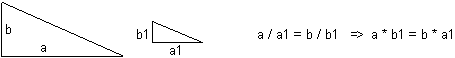 b
a
b1
a1
a / a1 = b / b1 => a * b1 = b * a1